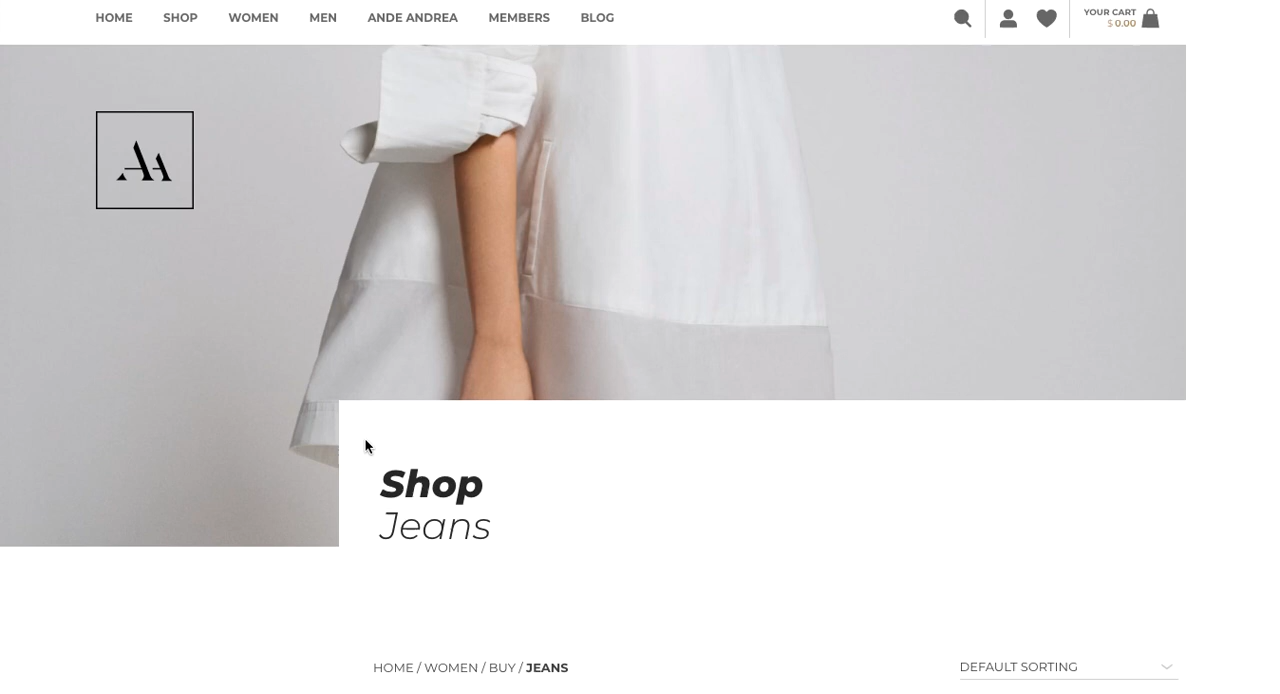 HOME SHOP WOMEN MEN ANDE ANDREA MEMBERS BLOG
YOUR CART
$ 0.00
AA
Shop
Jeans
HOME / WOMEN / BUY / JEANS
DEFAULT SORTING